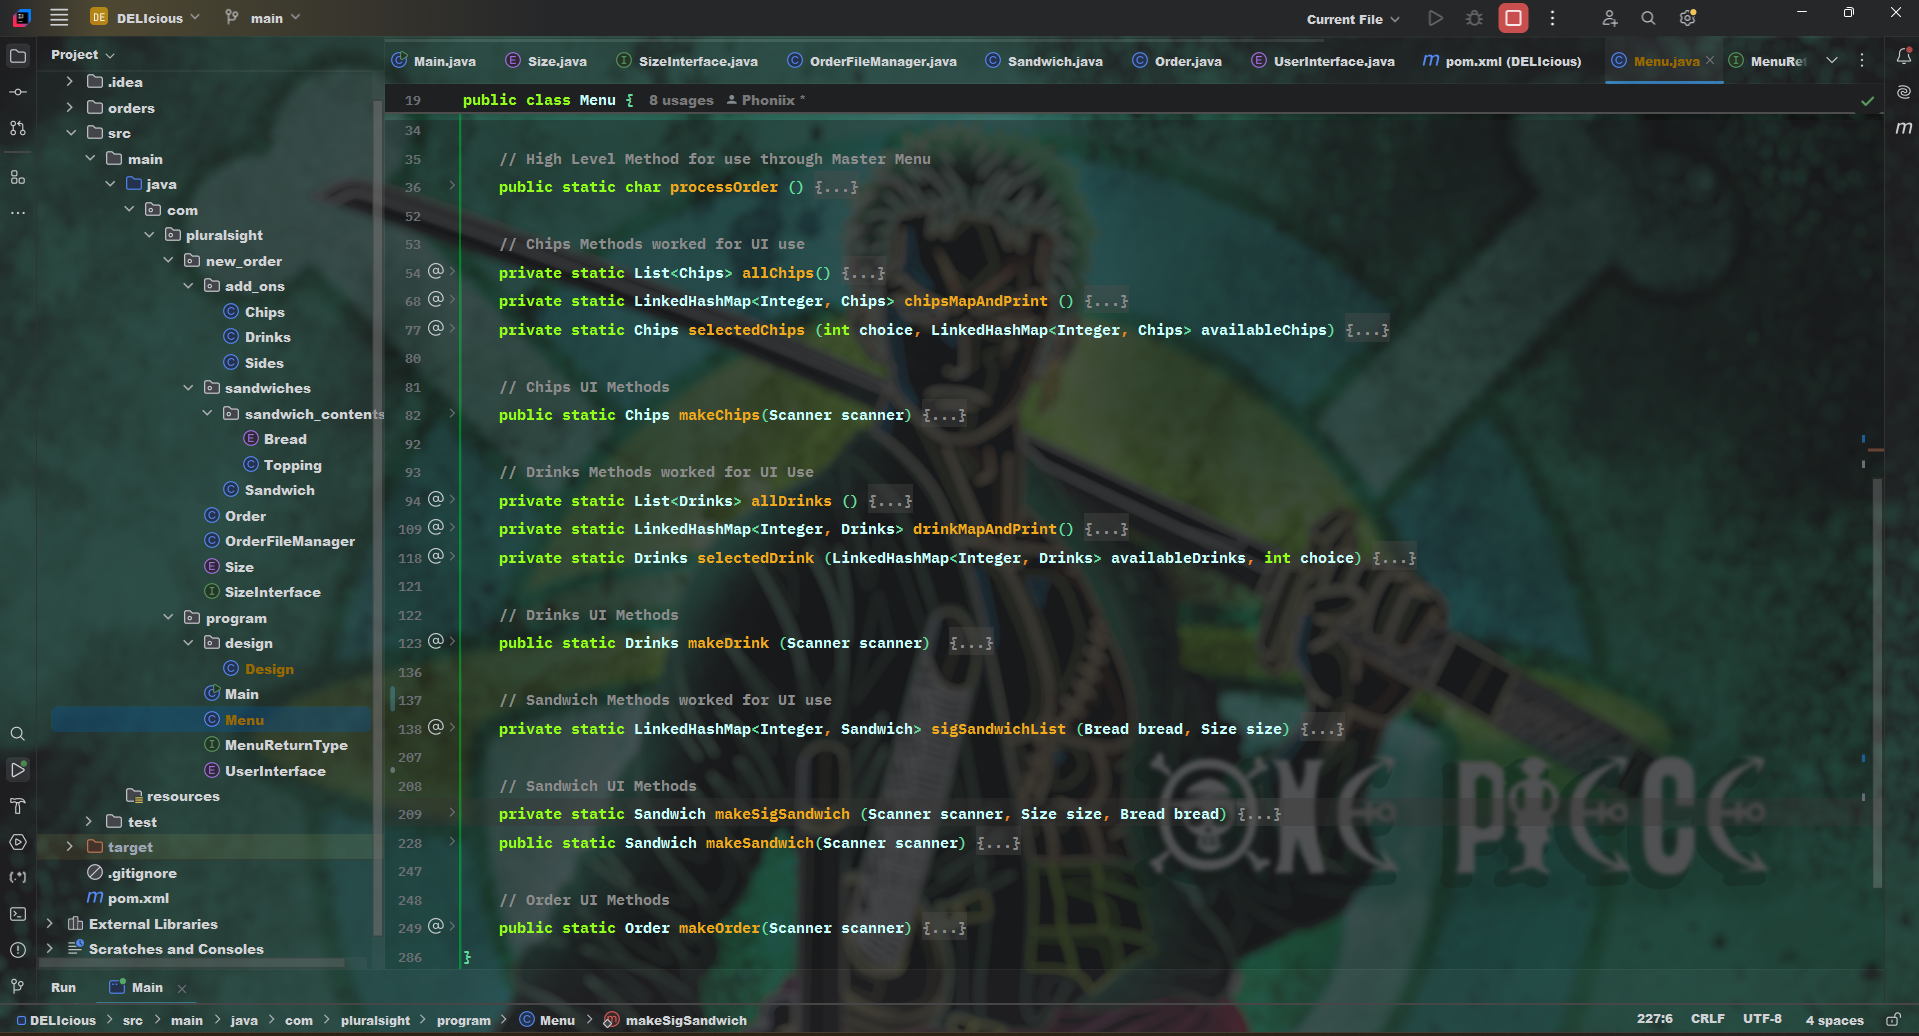 DE DELIcious main Current File
Project
.idea
orders
src
main
java
com
pluralsight
new_order
add_ons
Chips
Drinks
Sides
sandwiches
sandwich_contents
Bread
Topping
Sandwich
Order
OrderFileManager
Size
SizeInterface
program
design
Design
Main
Menu
MenuReturnType
UserInterface
resources
test
target
.gitignore
pom.xml
External Libraries
Scratches and Consoles
Main.java Size.java SizeInterface.java OrderFileManager.java Sandwich.java Order.java UserInterface.java pom.xml (DELIcious) Menu.java MenuRe
19 public class Menu { 8 usages Phoniix *
34
35 // High Level Method for use through Master Menu
36 public static char processOrder () {...}
52
53 // Chips Methods worked for UI use
54 private static List<Chips> allChips() {...}
68 private static LinkedHashMap<Integer, Chips> chipsMapAndPrint () {...}
77 private static Chips selectedChips (int choice, LinkedHashMap<Integer, Chips> availableChips) {...}
80
81 // Chips UI Methods
82 public static Chips makeChips(Scanner scanner) {...}
92
93 // Drinks Methods worked for UI Use
94 private static List<Drinks> allDrinks () {...}
109 private static LinkedHashMap<Integer, Drinks> drinkMapAndPrint() {...}
118 private static Drinks selectedDrink (LinkedHashMap<Integer, Drinks> availableDrinks, int choice) {...}
121
122 // Drinks UI Methods
123 public static Drinks makeDrink (Scanner scanner) {...}
136
137 // Sandwich Methods worked for UI use
138 private static LinkedHashMap<Integer, Sandwich> sigSandwichList (Bread bread, Size size) {...}
207
208 // Sandwich UI Methods
209 private static Sandwich makeSigSandwich (Scanner scanner, Size size, Bread bread) {...}
228 public static Sandwich makeSandwich(Scanner scanner) {...}
247
248 // Order UI Methods
249 public static Order makeOrder(Scanner scanner) {...}
286 }
ONE PIECE
Run Main
DELIcious > src > main > java > com > pluralsight > program > Menu > makeSigSandwich 227:6 CRLF UTF-8 4 spaces